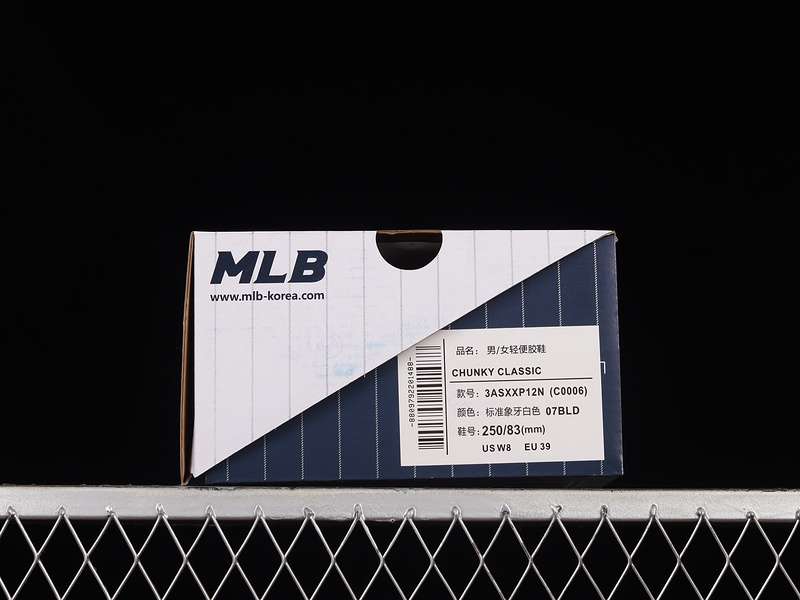 MLB
www.mlb-korea.com
品名： 男/女轻便胶鞋
CHUNKY CLASSIC
款号：3ASXXP12N (C0006)
颜色：标准象牙白色 07BLD
鞋号：250/83(mm)
US W8 EU 39
-8809792201488-